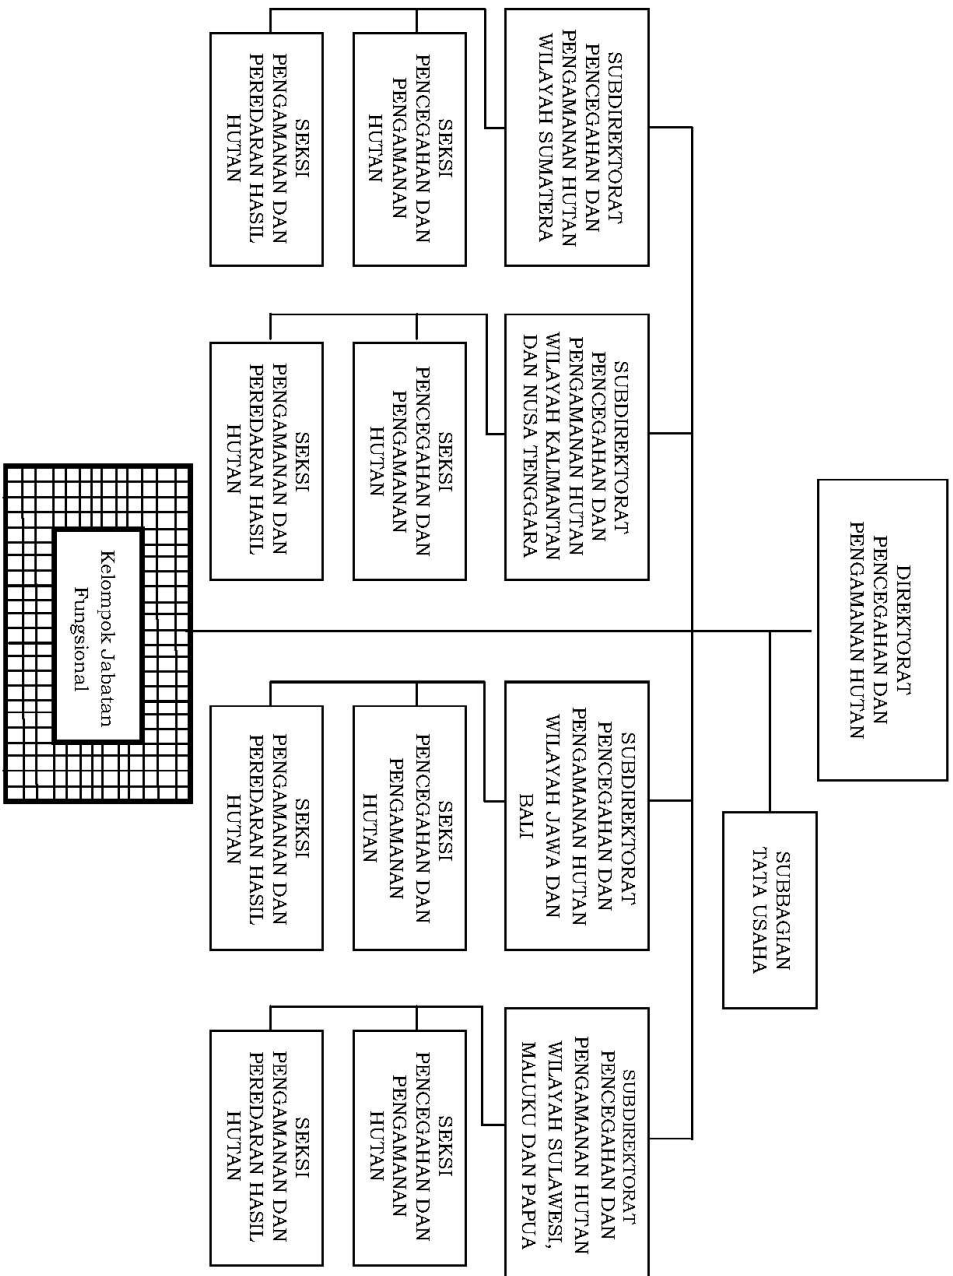 DIREKTORAT
PENCEGAHAN DAN
PENGAMANAN HUTAN
SUBBAGIAN
TATA USAHA
SUBDIREKTORAT
PENCEGAHAN DAN
PENGAMANAN HUTAN
WILAYAH SUMATERA
SUBDIREKTORAT
PENCEGAHAN DAN
PENGAMANAN HUTAN
WILAYAH KALIMANTAN
DAN NUSA TENGGARA
SUBDIREKTORAT
PENCEGAHAN DAN
PENGAMANAN HUTAN
WILAYAH JAWA DAN
BALI
SUBDIREKTORAT
PENCEGAHAN DAN
PENGAMANAN HUTAN
WILAYAH SULAWESI,
MALUKU DAN PAPUA
SEKSI
PENCEGAHAN DAN
PENGAMANAN
HUTAN
SEKSI
PENCEGAHAN DAN
PENGAMANAN
HUTAN
SEKSI
PENCEGAHAN DAN
PENGAMANAN
HUTAN
SEKSI
PENCEGAHAN DAN
PENGAMANAN
HUTAN
SEKSI
PENGAMANAN DAN
PEREDARAN HASIL
HUTAN
SEKSI
PENGAMANAN DAN
PEREDARAN HASIL
HUTAN
SEKSI
PENGAMANAN DAN
PEREDARAN HASIL
HUTAN
SEKSI
PENGAMANAN DAN
PEREDARAN HASIL
HUTAN
Kelompok Jabatan
Fungsional